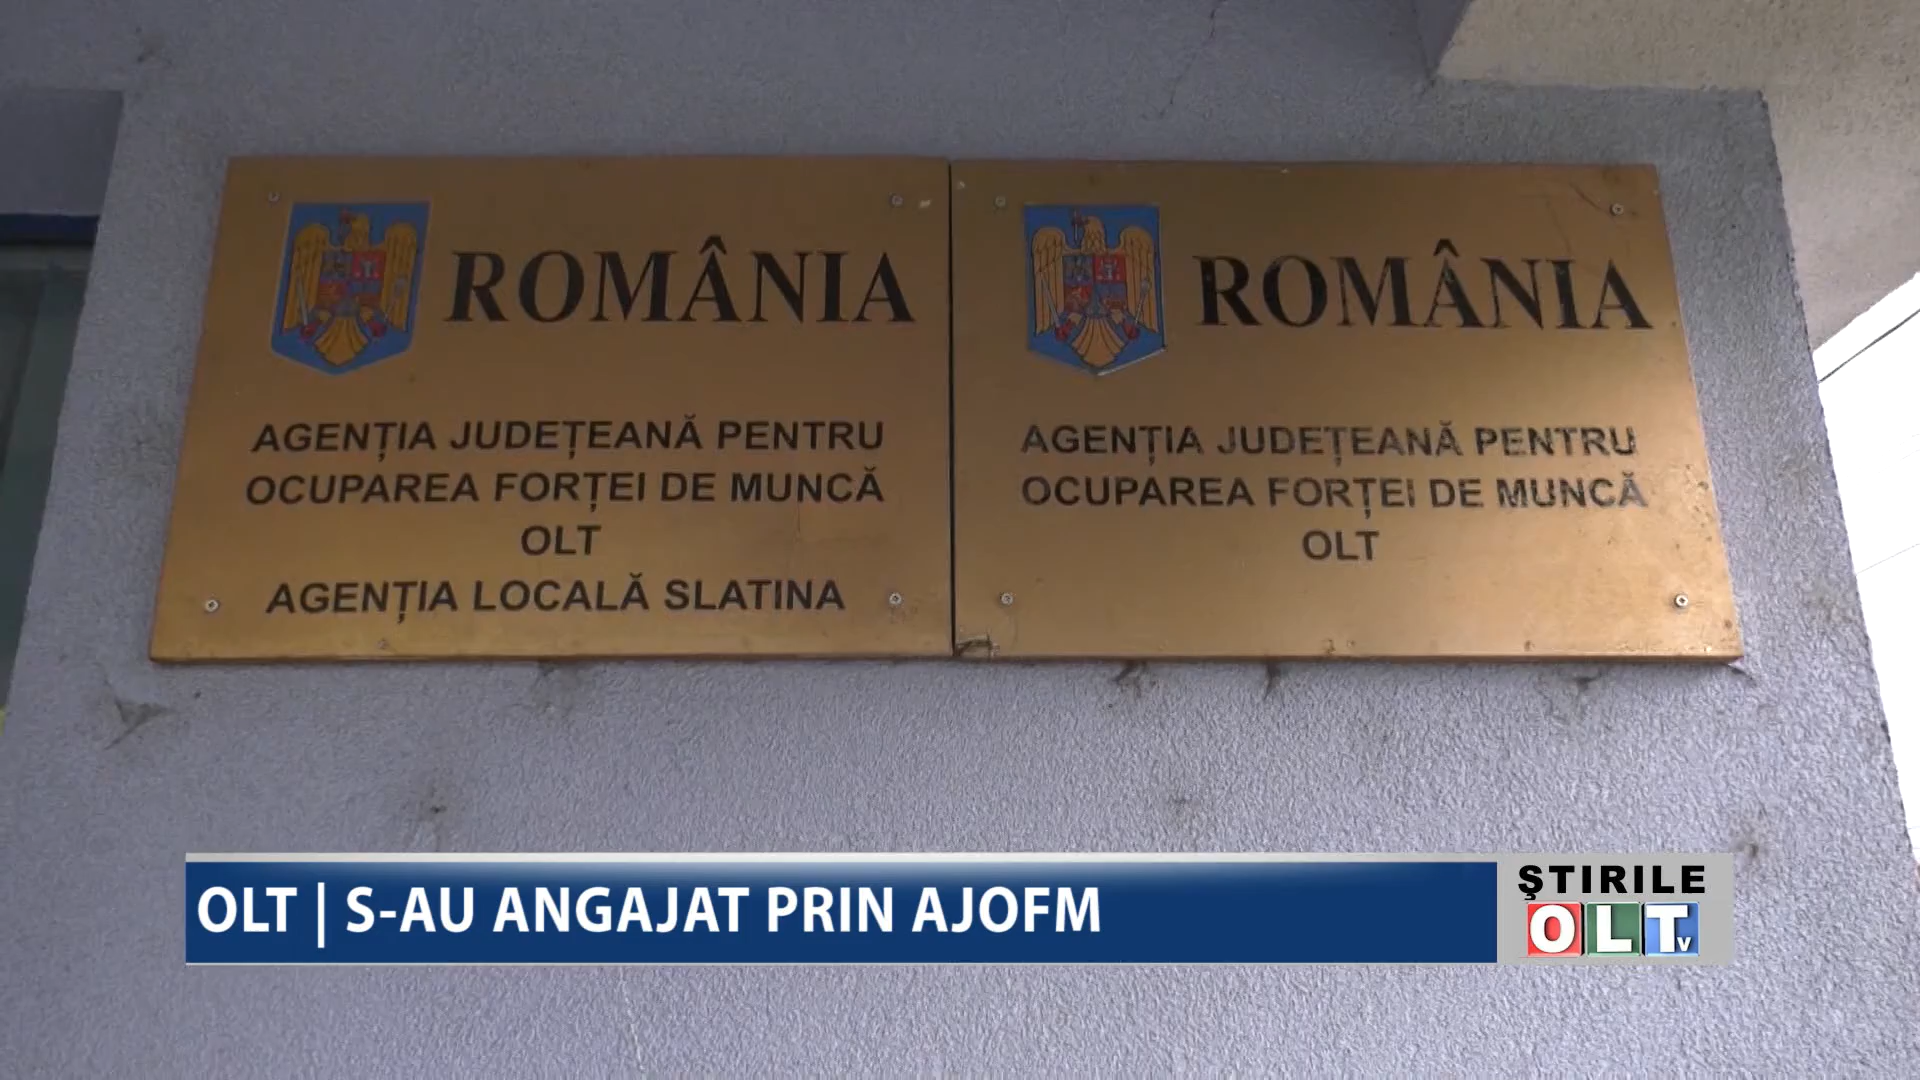 ROMÂNIA
AGENȚIA JUDEȚEANĂ PENTRU
OCUPAREA FORȚEI DE MUNCĂ
OLT
AGENȚIA LOCALĂ SLATINA
ROMÂNIA
AGENȚIA JUDEȚEANĂ PENTRU
OCUPAREA FORȚEI DE MUNCĂ
OLT
OLT | S-AU ANGAJAT PRIN AJOFM
ŞTIRILE
OLTv